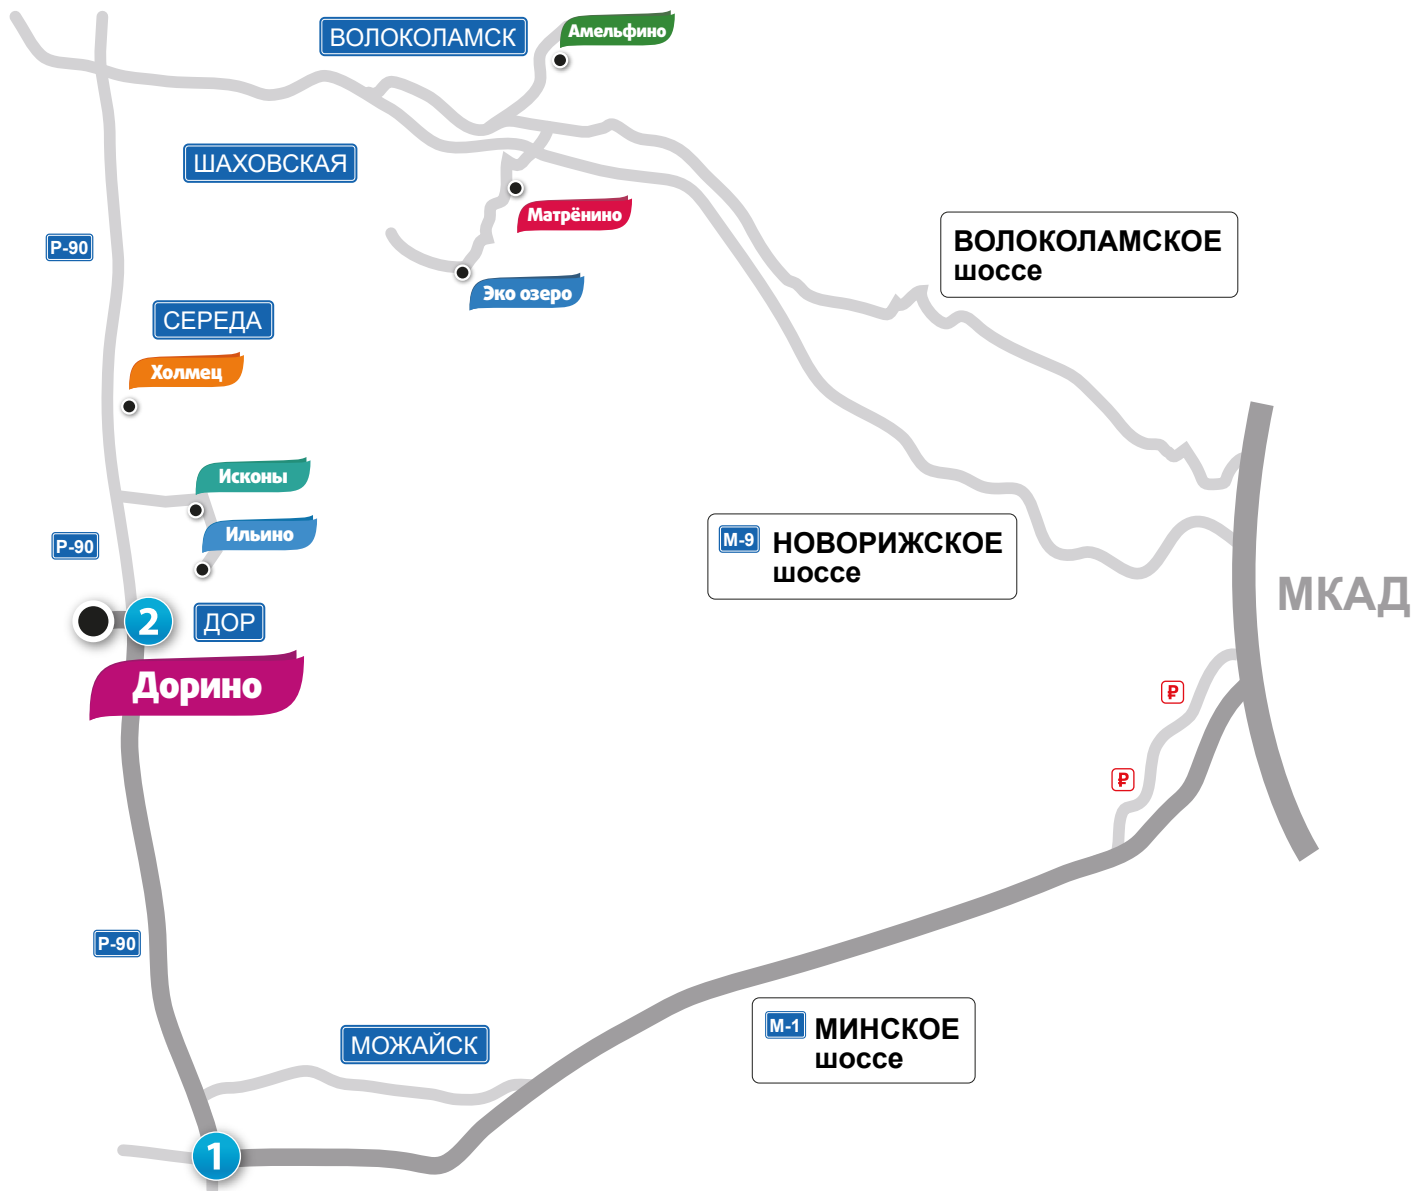 ВОЛОКОЛАМСК
Амельфино
ШАХОВСКАЯ
Матрёнино
Р-90
ВОЛОКОЛАМСКОЕ
шоссе
Эко озеро
СЕРЕДА
Холмец
Исконы
Ильино
Р-90
М-9 НОВОРИЖСКОЕ
шоссе
МКАД
2
ДОР
Дорино
₽
₽
Р-90
М-1 МИНСКОЕ
шоссе
МОЖАЙСК
1